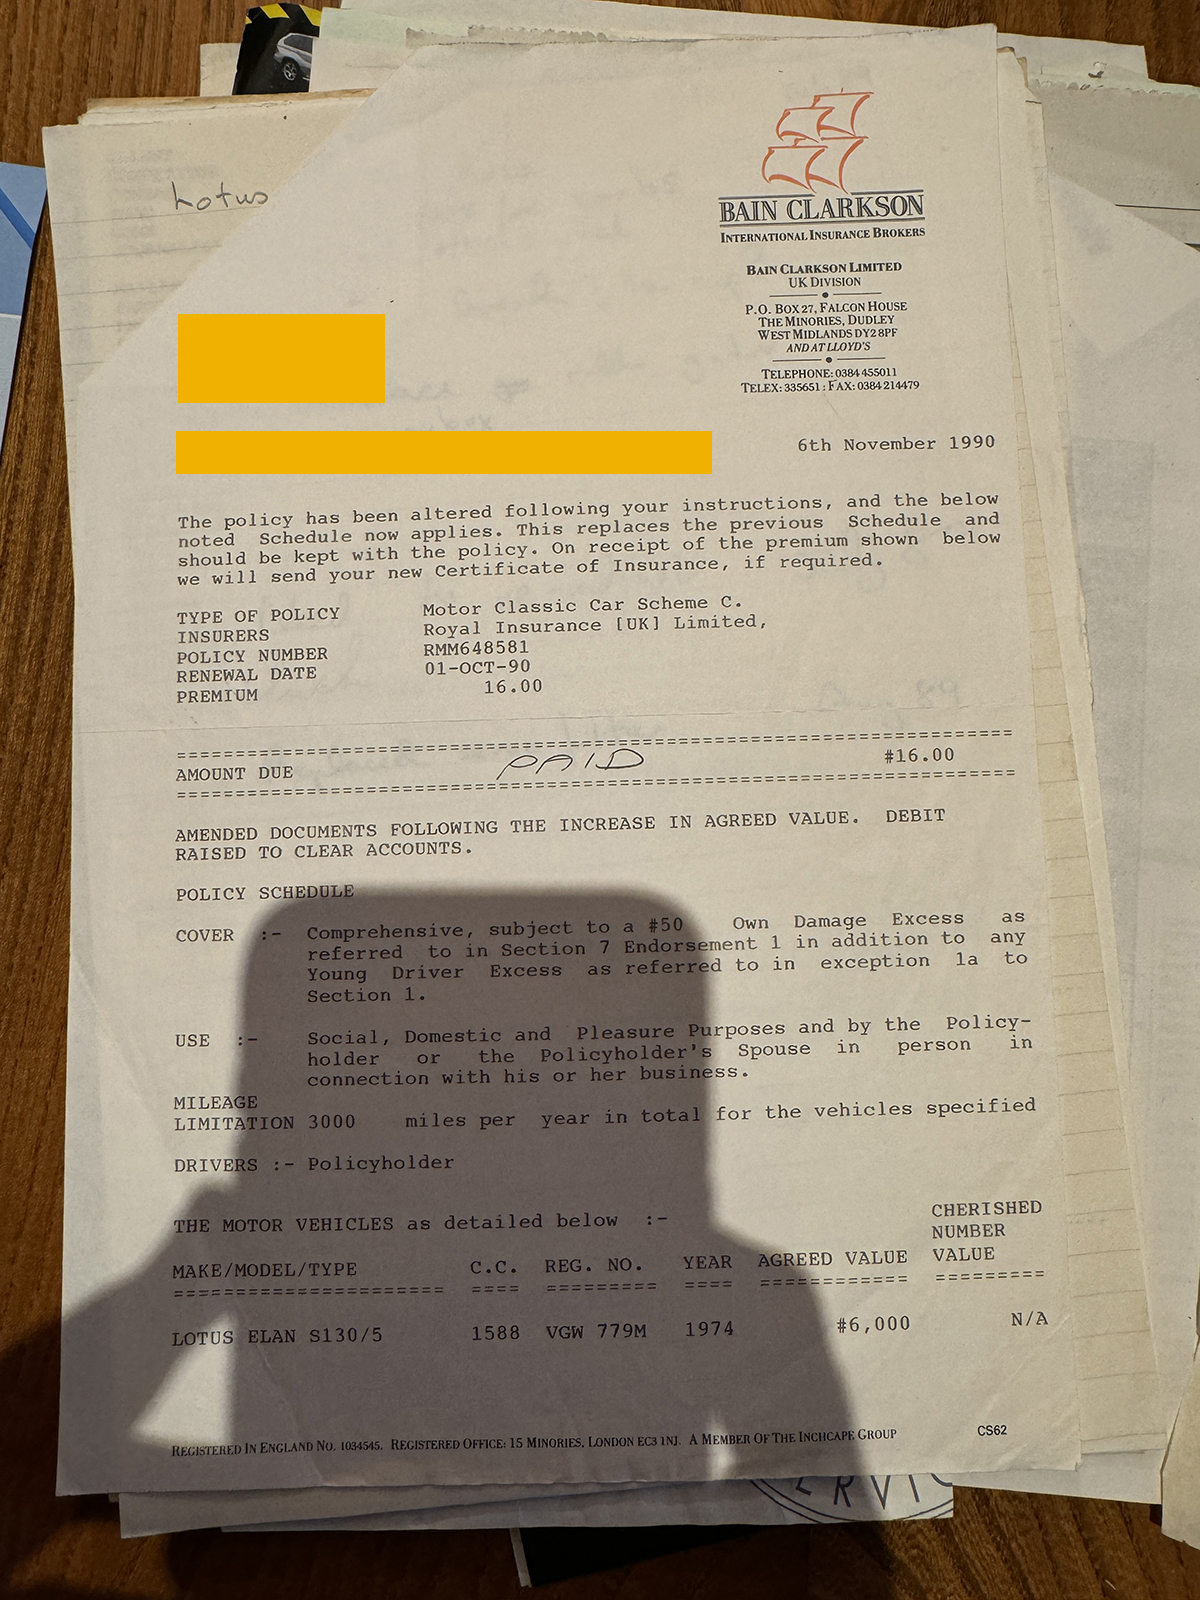 Lotus
BAIN CLARKSON
INTERNATIONAL INSURANCE BROKERS
BAIN CLARKSON LIMITED
UK DIVISION
P.O. BOX 27, FALCON HOUSE
THE MINORIES, DUDLEY
WEST MIDLANDS DY2 8PF
AND AT LLOYD'S
TELEPHONE: 0384 455011
TELEX: 335651 : FAX: 0384 214479
6th November 1990
The policy has been altered following your instructions, and the below
noted Schedule now applies. This replaces the previous Schedule and
should be kept with the policy. On receipt of the premium shown below
we will send your new Certificate of Insurance, if required.
TYPE OF POLICY Motor Classic Car Scheme C.
INSURERS Royal Insurance [UK] Limited,
POLICY NUMBER RMM648581
RENEWAL DATE 01-OCT-90
PREMIUM 16.00
AMOUNT DUE PAID #16.00
AMENDED DOCUMENTS FOLLOWING THE INCREASE IN AGREED VALUE. DEBIT
RAISED TO CLEAR ACCOUNTS.
POLICY SCHEDULE
COVER :- Comprehensive, subject to a #50 Own Damage Excess as
referred to in Section 7 Endorsement 1 in addition to any
Young Driver Excess as referred to in exception 1a to
Section 1.
USE :- Social, Domestic and Pleasure Purposes and by the Policy-
holder or the Policyholder's Spouse in person in
connection with his or her business.
MILEAGE
LIMITATION 3000 miles per year in total for the vehicles specified
DRIVERS :- Policyholder
THE MOTOR VEHICLES as detailed below :-
CHERISHED
NUMBER
MAKE/MODEL/TYPE C.C. REG. NO. YEAR AGREED VALUE VALUE
LOTUS ELAN S130/5 1588 VGW 779M 1974 #6,000 N/A
REGISTERED IN ENGLAND NO. 1034545. REGISTERED OFFICE: 15 MINORIES, LONDON EC3 1NJ. A MEMBER OF THE INCHCAPE GROUP
CS62